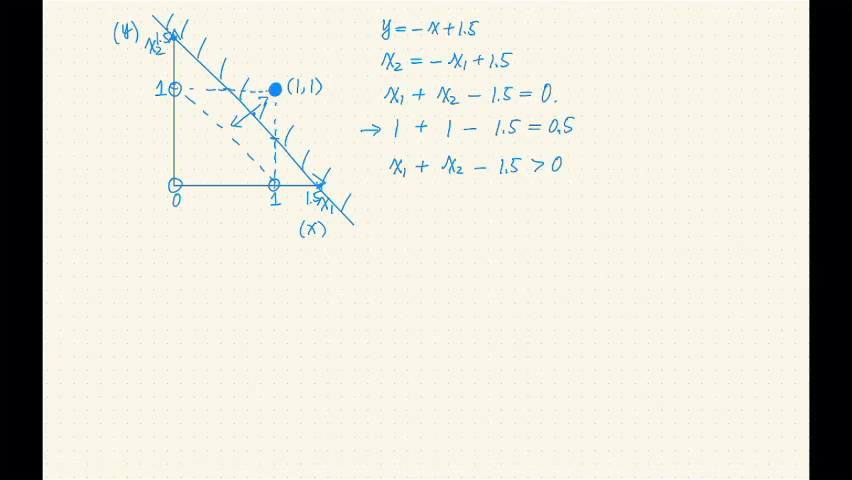 (y)
x₂
1.5
1
(1,1)
0
1
1.5
x₁
(x)
y = -x + 1.5
x₂ = - x₁ + 1.5
x₁ + x₂ - 1.5 = 0.
→ 1 + 1 - 1.5 = 0.5
x₁ + x₂ - 1.5 > 0